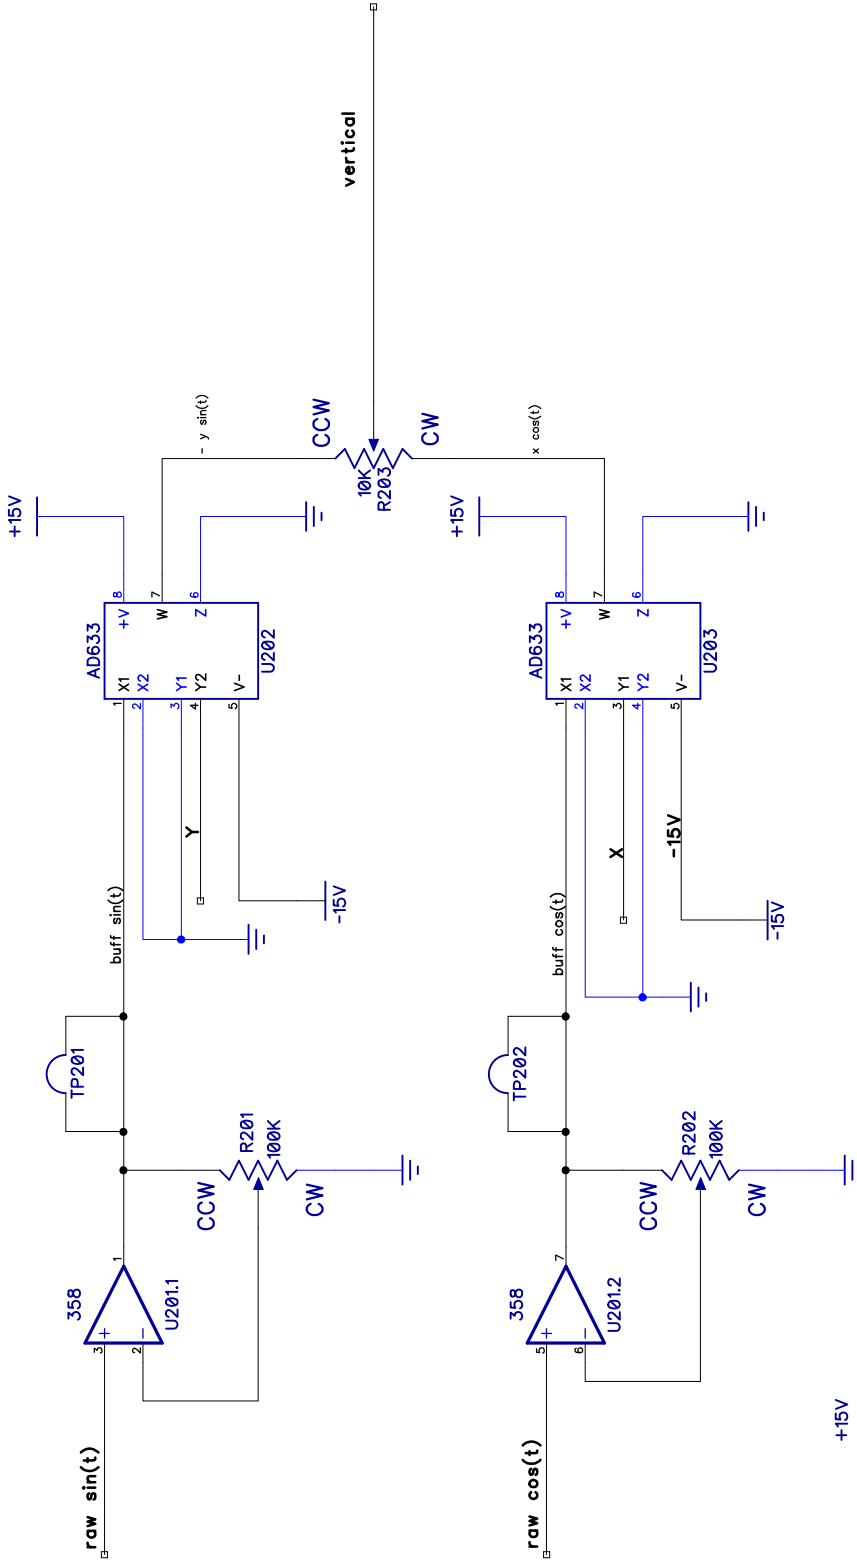 raw sin(t)
3
+
2
−
358
U201.1
1
CCW
R201
100K
CW
TP201
buff sin(t)
Y
-15V
1
2
3
4
5
X1
X2
Y1
Y2
V-
AD633
U202
+V
W
Z
8
7
6
+15V
- y sin(t)
CCW
10K
R203
CW
vertical
x cos(t)
raw cos(t)
5
+
6
−
358
U201.2
7
CCW
R202
100K
CW
TP202
buff cos(t)
X
-15V
-15V
1
2
3
4
5
X1
X2
Y1
Y2
V-
AD633
U203
+V
W
Z
8
7
6
+15V
+15V